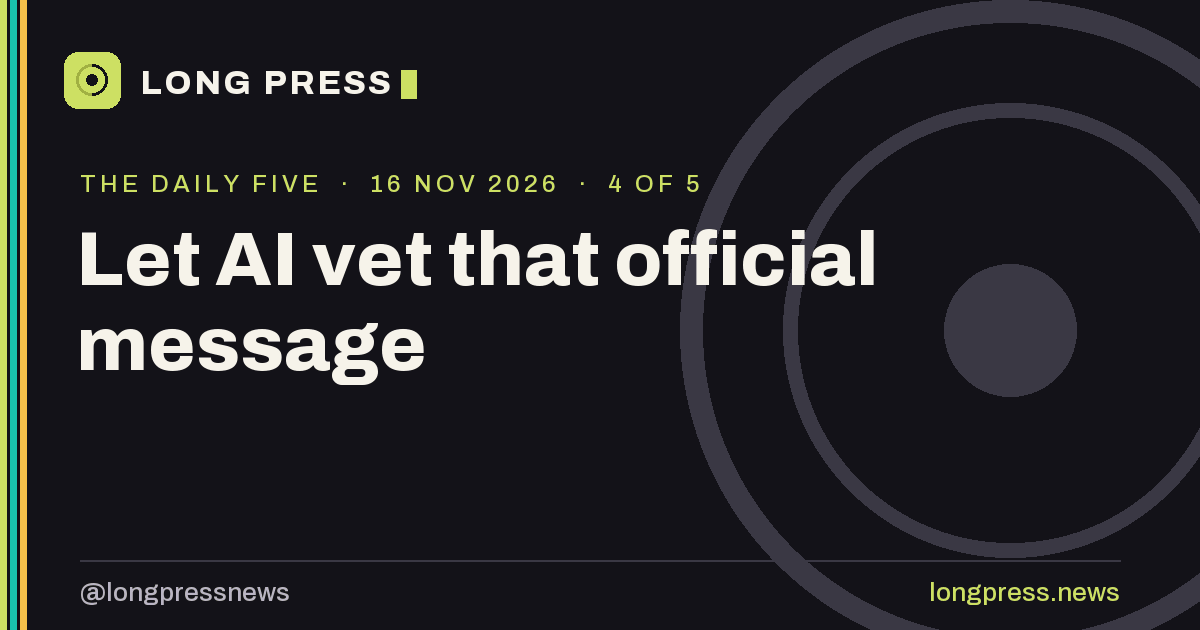 LONG PRESS
THE DAILY FIVE · 16 NOV 2026 · 4 OF 5
Let AI vet that official
message
@longpressnews
longpress.news